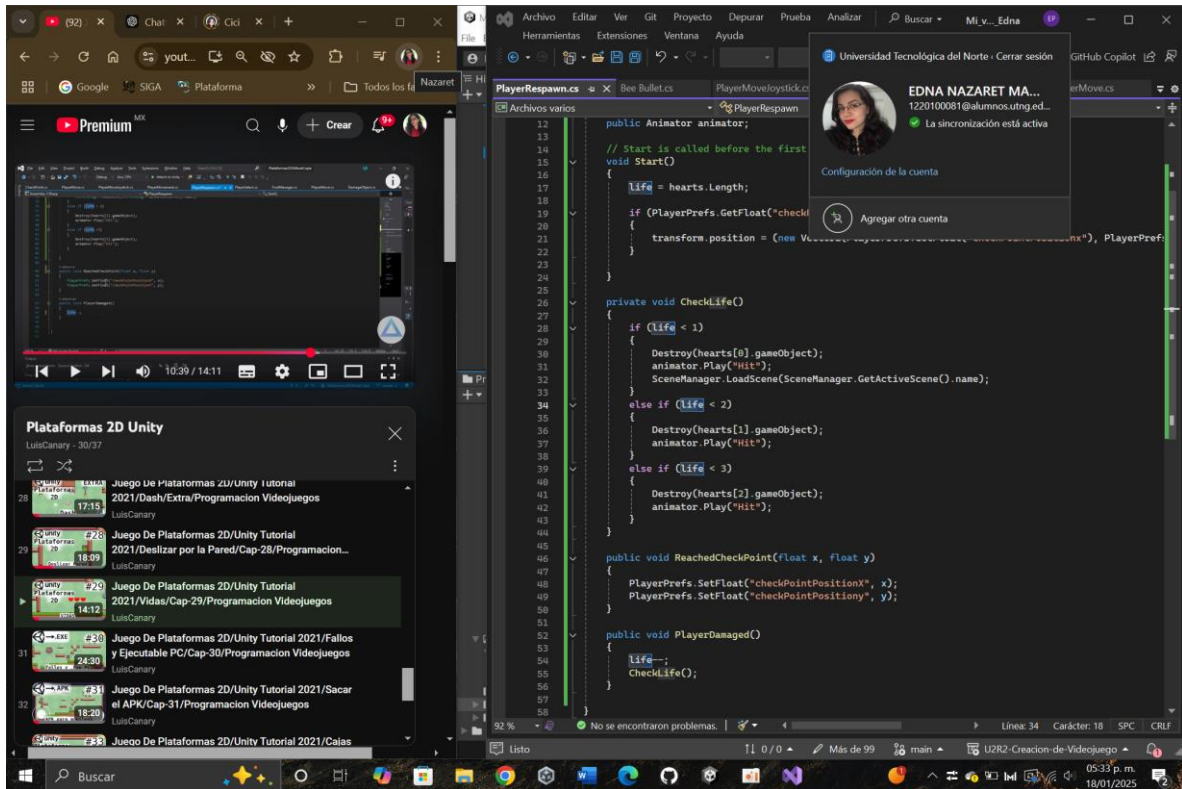 (92)
Chat
Cici
yout...
Google
SIGA
Plataforma
Todos los fa
Nazaret
Premium MX
Crear
9+
10:39 / 14:11
Plataformas 2D Unity
LuisCanary - 30/37
28
17:15
Juego De Plataformas 2D/Unity Tutorial
2021/Dash/Extra/Programacion Videojuegos
LuisCanary
29
#28
18:09
Juego De Plataformas 2D/Unity Tutorial
2021/Deslizar por la Pared/Cap-28/Programacion...
LuisCanary
#29
14:12
Juego De Plataformas 2D/Unity Tutorial
2021/Vidas/Cap-29/Programacion Videojuegos
LuisCanary
31
.EXE #30
24:30
Juego De Plataformas 2D/Unity Tutorial 2021/Fallos
y Ejecutable PC/Cap-30/Programacion Videojuegos
LuisCanary
32
.APK #31
18:20
Juego De Plataformas 2D/Unity Tutorial 2021/Sacar
el APK/Cap-31/Programacion Videojuegos
LuisCanary
#33
Juego De Plataformas 2D/Unity Tutorial 2021/Cajas
File
Hi
Pr
Archivo Editar Ver Git Proyecto Depurar Prueba Analizar Buscar Mi_v..._Edna EP
Herramientas Extensiones Ventana Ayuda
GitHub Copilot
PlayerRespawn.cs Bee Bullet.cs PlayerMoveJoystick.cs erMove.cs
Archivos varios PlayerRespawn
Universidad Tecnológica del Norte Cerrar sesión
EDNA NAZARET MA...
1220100081@alumnos.utng.ed...
La sincronización está activa
Configuración de la cuenta
Agregar otra cuenta
12 public Animator animator;
13
14 // Start is called before the first
15 void Start()
16 {
17 life = hearts.Length;
18
19 if (PlayerPrefs.GetFloat("check
20 {
21 transform.position = (new x"), PlayerPrefs
22 }
23
24 }
25
26 private void CheckLife()
27 {
28 if (life < 1)
29 {
30 Destroy(hearts[0].gameObject);
31 animator.Play("Hit");
32 SceneManager.LoadScene(SceneManager.GetActiveScene().name);
33 }
34 else if (life < 2)
35 {
36 Destroy(hearts[1].gameObject);
37 animator.Play("Hit");
38 }
39 else if (life < 3)
40 {
41 Destroy(hearts[2].gameObject);
42 animator.Play("Hit");
43 }
44 }
45
46 public void ReachedCheckPoint(float x, float y)
47 {
48 PlayerPrefs.SetFloat("checkPointPositionX", x);
49 PlayerPrefs.SetFloat("checkPointPositiony", y);
50 }
51
52 public void PlayerDamaged()
53 {
54 life--;
55 CheckLife();
56 }
57
58 }
92 % No se encontraron problemas. Línea: 34 Carácter: 18 SPC CRLF
Listo 0 / 0 Más de 99 main U2R2-Creacion-de-Videojuego
Buscar
05:33 p. m.
18/01/2025